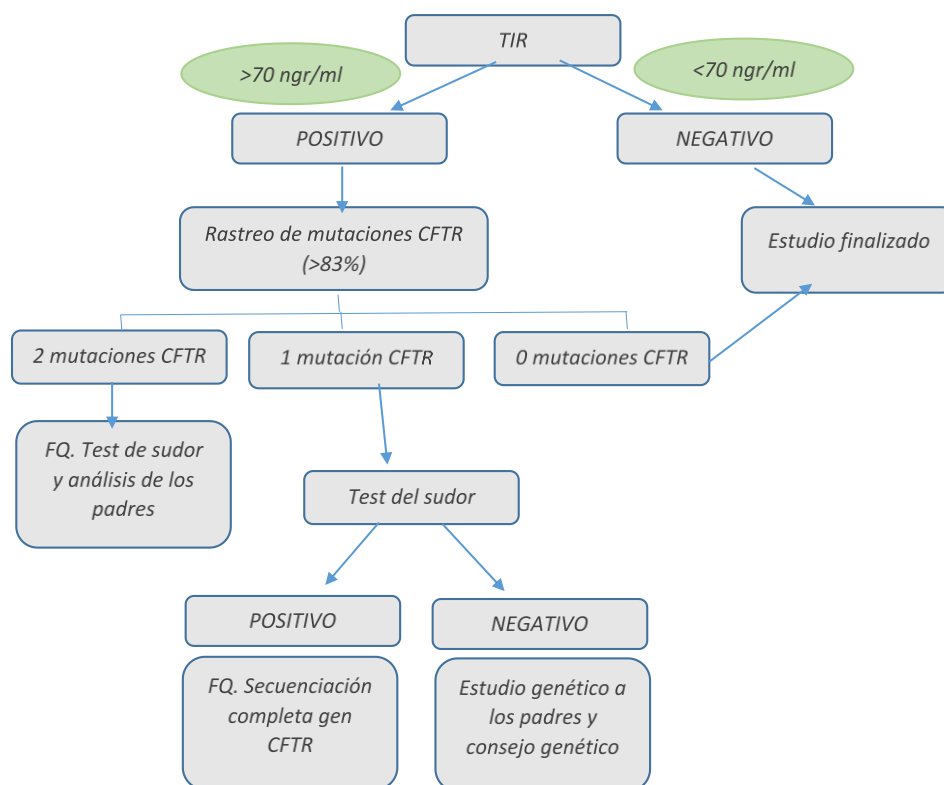 TIR
>70 ngr/ml
<70 ngr/ml
POSITIVO
NEGATIVO
Rastreo de mutaciones CFTR
(>83%)
Estudio finalizado
2 mutaciones CFTR
1 mutación CFTR
0 mutaciones CFTR
FQ. Test de sudor
y análisis de los
padres
Test del sudor
POSITIVO
NEGATIVO
FQ. Secuenciación
completa gen
CFTR
Estudio genético a
los padres y
consejo genético